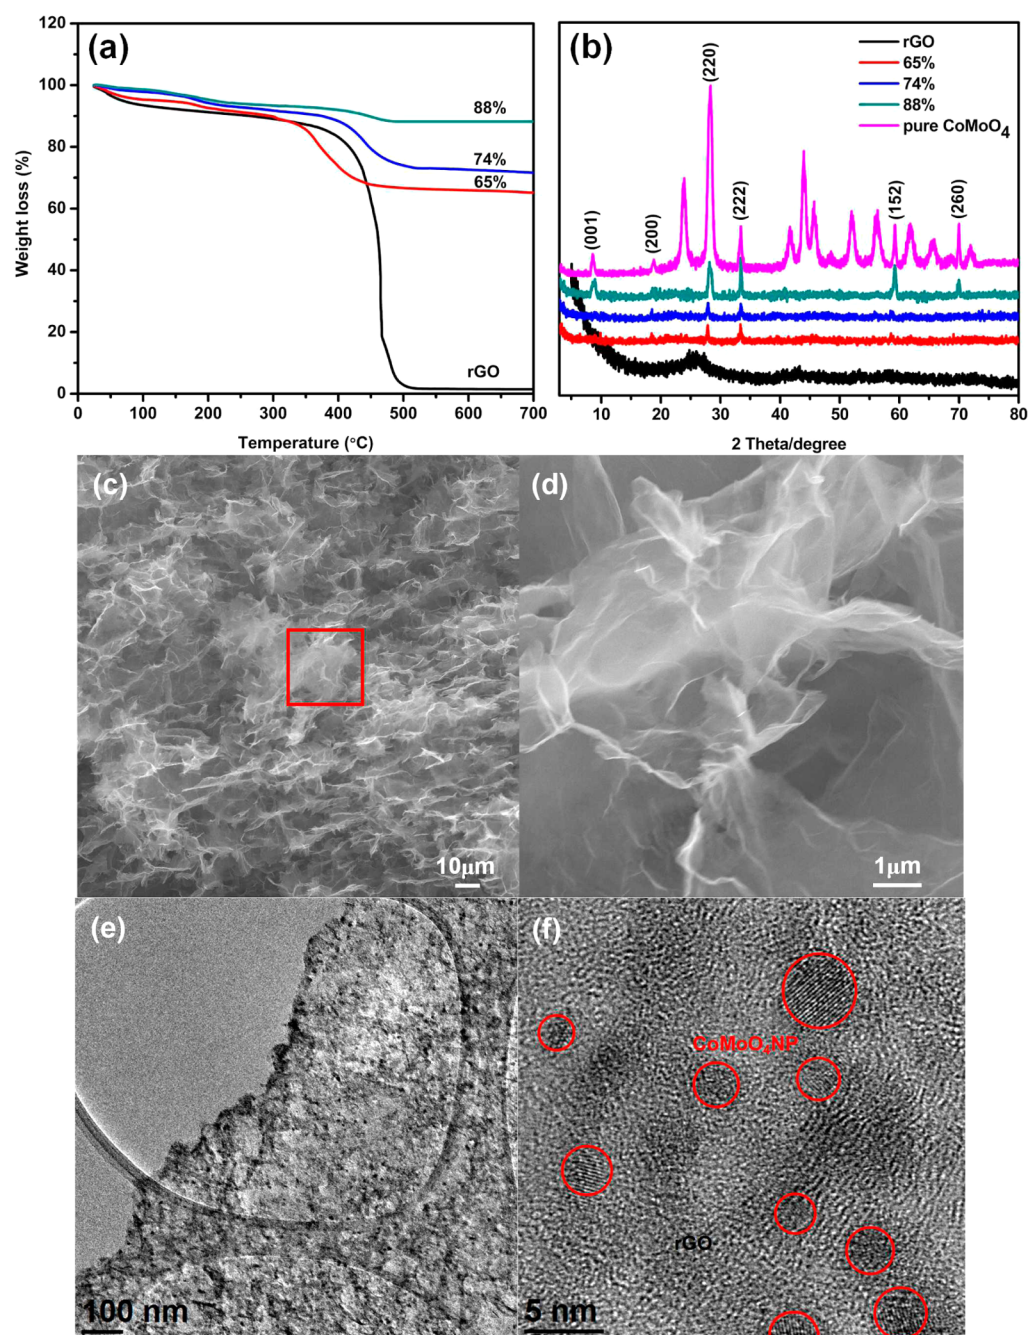 (a)
120
100
80
60
40
20
0
Weight loss (%)
88%
74%
65%
rGO
0 100 200 300 400 500 600 700
Temperature (°C)
(b)
rGO
65%
74%
88%
pure CoMoO4
(001)
(200)
(220)
(222)
(152)
(260)
10 20 30 40 50 60 70 80
2 Theta/degree
(c)
10μm
(d)
1μm
(e)
100 nm
(f)
CoMoO4NP
rGO
5 nm